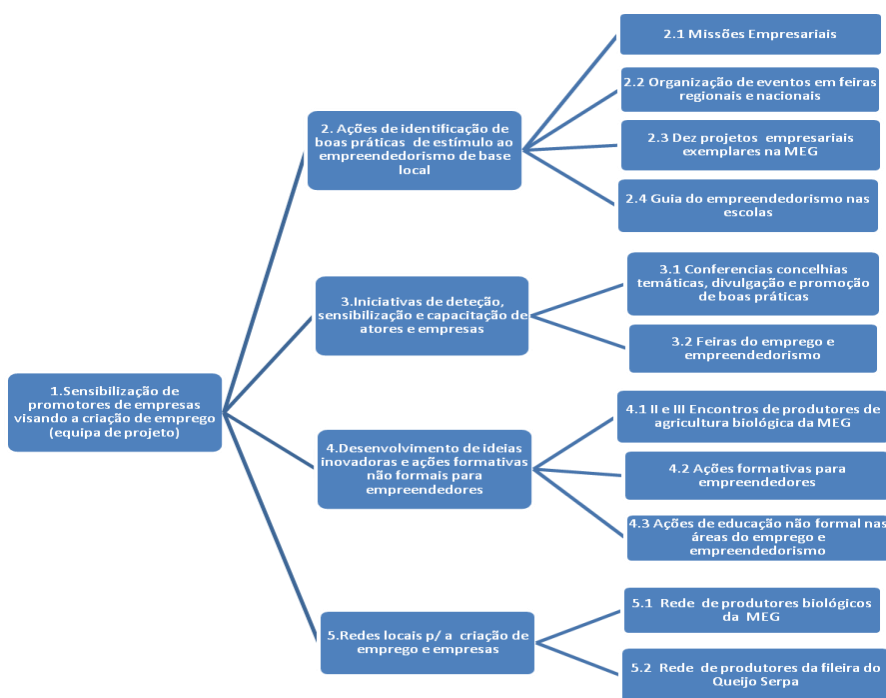 1.Sensibilização de
promotores de empresas
visando a criação de emprego
(equipa de projeto)
2. Ações de identificação de
boas práticas de estímulo ao
empreendedorismo de base
local
2.1 Missões Empresariais
2.2 Organização de eventos em feiras
regionais e nacionais
2.3 Dez projetos empresariais
exemplares na MEG
2.4 Guia do empreendedorismo nas
escolas
3.Iniciativas de deteção,
sensibilização e capacitação de
atores e empresas
3.1 Conferencias concelhias
temáticas, divulgação e promoção
de boas práticas
3.2 Feiras do emprego e
empreendedorismo
4.Desenvolvimento de ideias
inovadoras e ações formativas
não formais para
empreendedores
4.1 II e III Encontros de produtores de
agricultura biológica da MEG
4.2 Ações formativas para
empreendedores
4.3 Ações de educação não formal nas
áreas do emprego e
empreendedorismo
5.Redes locais p/ a criação de
emprego e empresas
5.1 Rede de produtores biológicos
da MEG
5.2 Rede de produtores da fileira do
Queijo Serpa